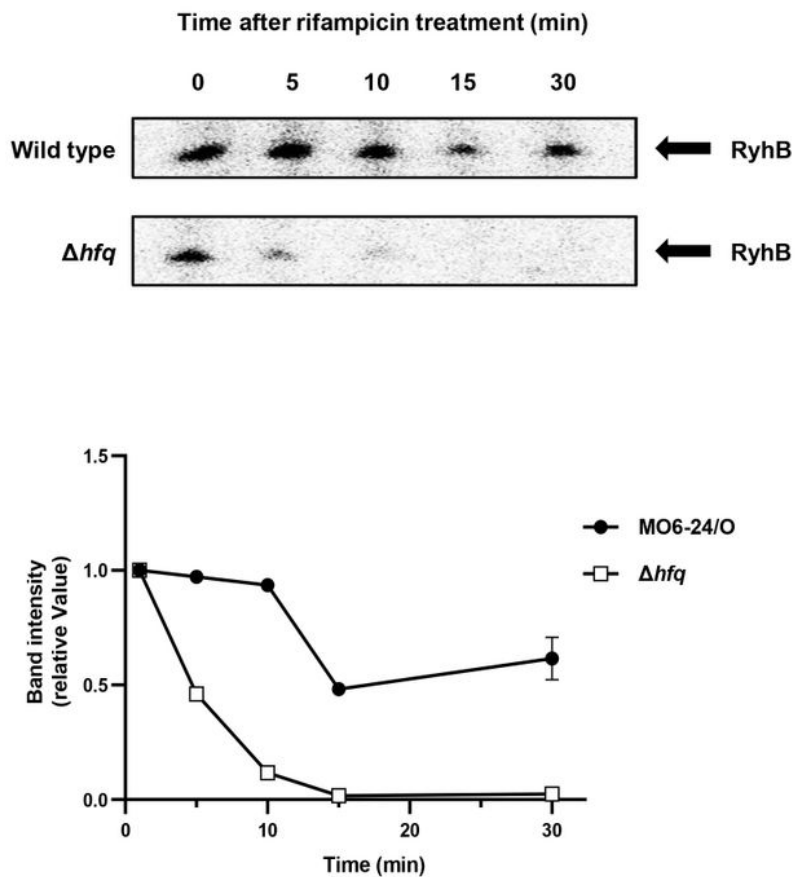 Time after rifampicin treatment (min)
0 5 10 15 30
Wild type RyhB
Δhfq RyhB
1.5
1.0
0.5
0.0
Band intensity
(relative Value)
0 10 20 30
Time (min)
MO6-24/O
Δhfq